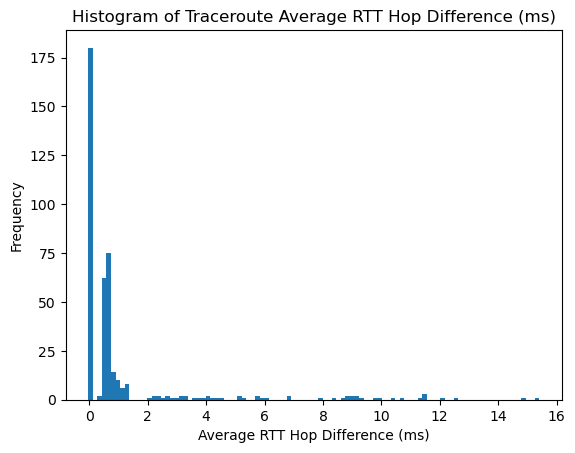 Histogram of Traceroute Average RTT Hop Difference (ms)
175
150
125
100
75
50
25
0
Frequency
0 2 4 6 8 10 12 14 16
Average RTT Hop Difference (ms)